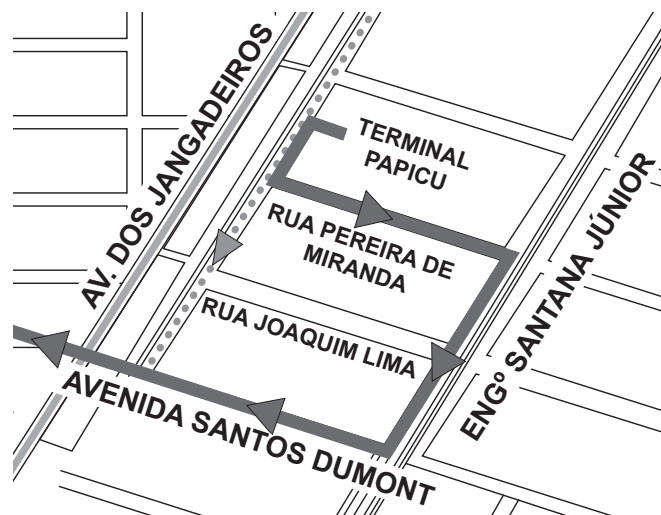 AV. DOS JANGADEIROS
TERMINAL
PAPICU
RUA PEREIRA DE
MIRANDA
RUA JOAQUIM LIMA
ENGº SANTANA JÚNIOR
AVENIDA SANTOS DUMONT